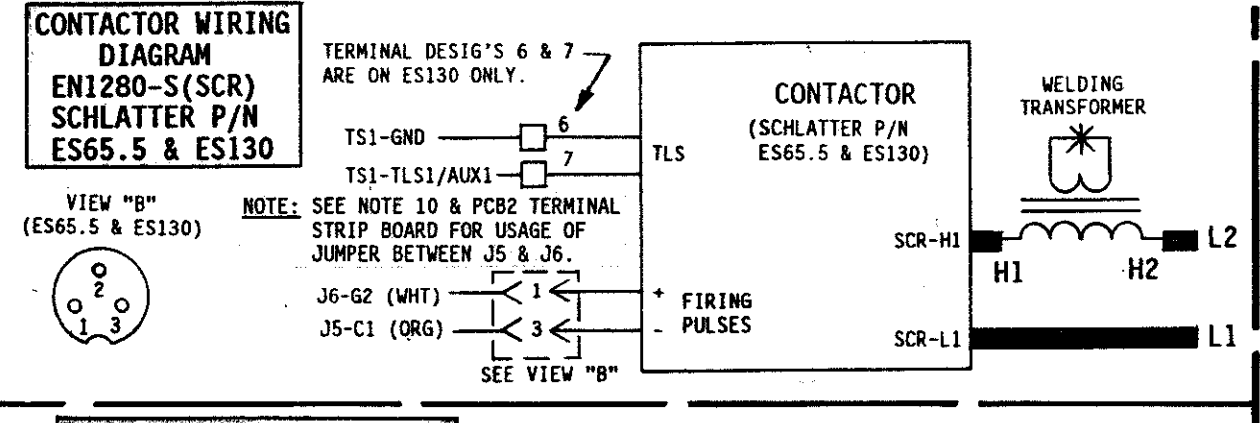 CONTACTOR WIRING
DIAGRAM
EN1280-S(SCR)
SCHLATTER P/N
ES65.5 & ES130
TERMINAL DESIG'S 6 & 7
ARE ON ES130 ONLY.
TS1-GND
6
TS1-TLS1/AUX1
7
TLS
CONTACTOR
(SCHLATTER P/N
ES65.5 & ES130)
WELDING
TRANSFORMER
VIEW "B"
(ES65.5 & ES130)
2
1 3
NOTE: SEE NOTE 10 & PCB2 TERMINAL
STRIP BOARD FOR USAGE OF
JUMPER BETWEEN J5 & J6.
J6-G2 (WHT)
1
+
J5-C1 (ORG)
3
-
FIRING
PULSES
SEE VIEW "B"
SCR-H1
H1
H2
L2
SCR-L1
L1